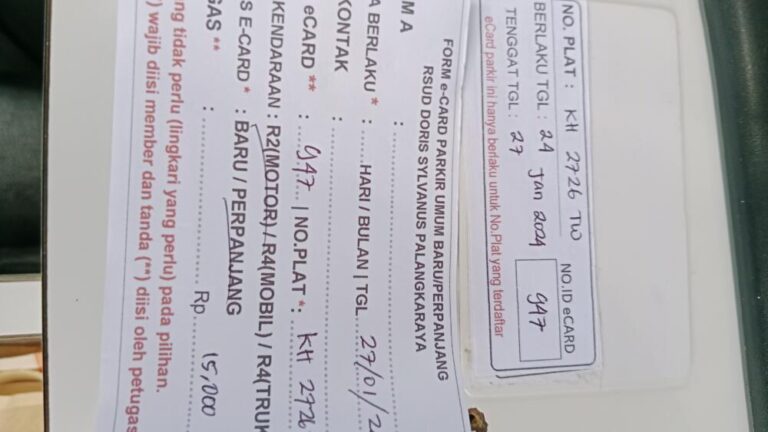 NO. PLAT : KH 2726 TW
BERLAKU TGL : 24 Jan 2024
TENGGAT TGL : 27
NO.ID eCARD
947
eCard parkir ini hanya berlaku untuk No.Plat yang terdaftar
FORM e-CARD PARKIR UMUM BARU/PERPANJANG
RSUD DORIS SYLVANUS PALANGKARAYA
M A :
A BERLAKU * : HARI / BULAN | TGL 27/01/2
KONTAK :
eCARD ** : 947 | NO.PLAT *: KH 2726
KENDARAAN : R2(MOTOR) / R4(MOBIL) / R4(TRUK
S E-CARD * : BARU / PERPANJANG
GAS ** : Rp 15,000
ng tidak perlu (lingkari yang perlu) pada pilihan.
) wajib diisi member dan tanda (**) diisi oleh petugas